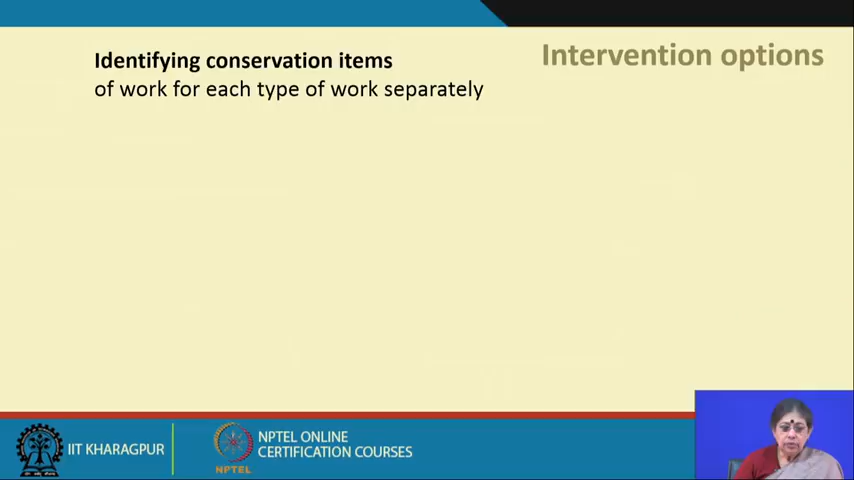 Intervention options
Identifying conservation items
of work for each type of work separately
IIT KHARAGPUR
NPTEL
NPTEL ONLINE
CERTIFICATION COURSES